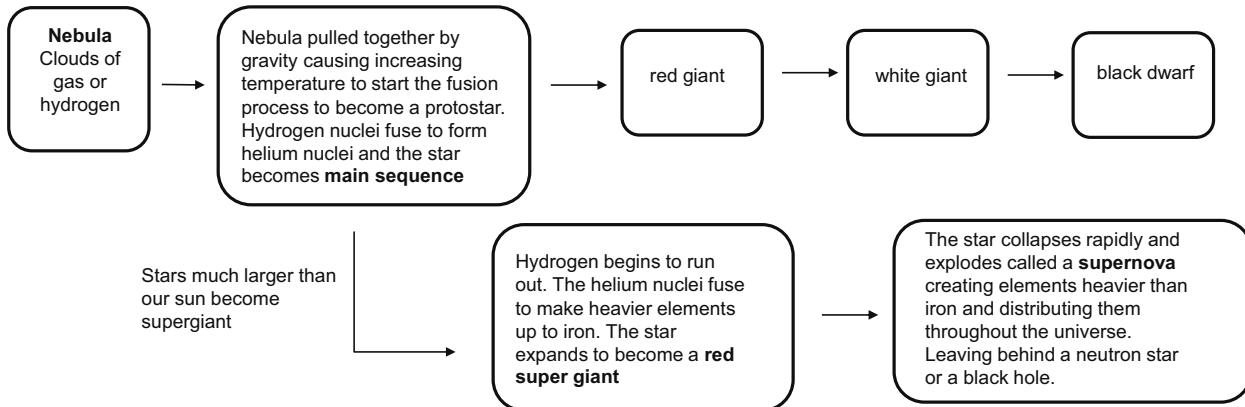 Nebula
Clouds of
gas or
hydrogen
Nebula pulled together by
gravity causing increasing
temperature to start the fusion
process to become a protostar.
Hydrogen nuclei fuse to form
helium nuclei and the star
becomes main sequence
red giant
white giant
black dwarf
Stars much larger than
our sun become
supergiant
Hydrogen begins to run
out. The helium nuclei fuse
to make heavier elements
up to iron. The star
expands to become a red
super giant
The star collapses rapidly and
explodes called a supernova
creating elements heavier than
iron and distributing them
throughout the universe.
Leaving behind a neutron star
or a black hole.